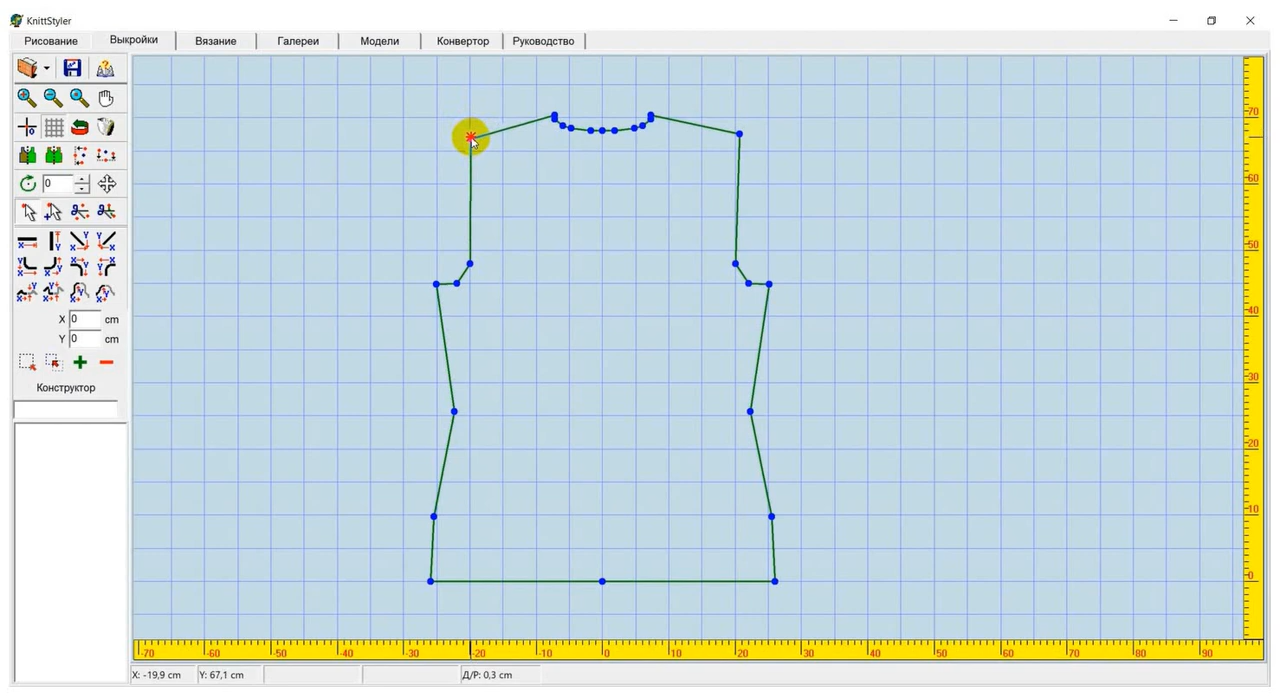 KnittStyler
Рисование Выкройки Вязание Галереи Модели Конвертор Руководство
0
X 0 cm
Y 0 cm
Конструктор
70
60
50
40
30
20
10
0
-70 -60 -50 -40 -30 -20 -10 0 10 20 30 40 50 60 70 80 90
X: -19,9 cm Y: 67,1 cm Д/Р: 0,3 cm